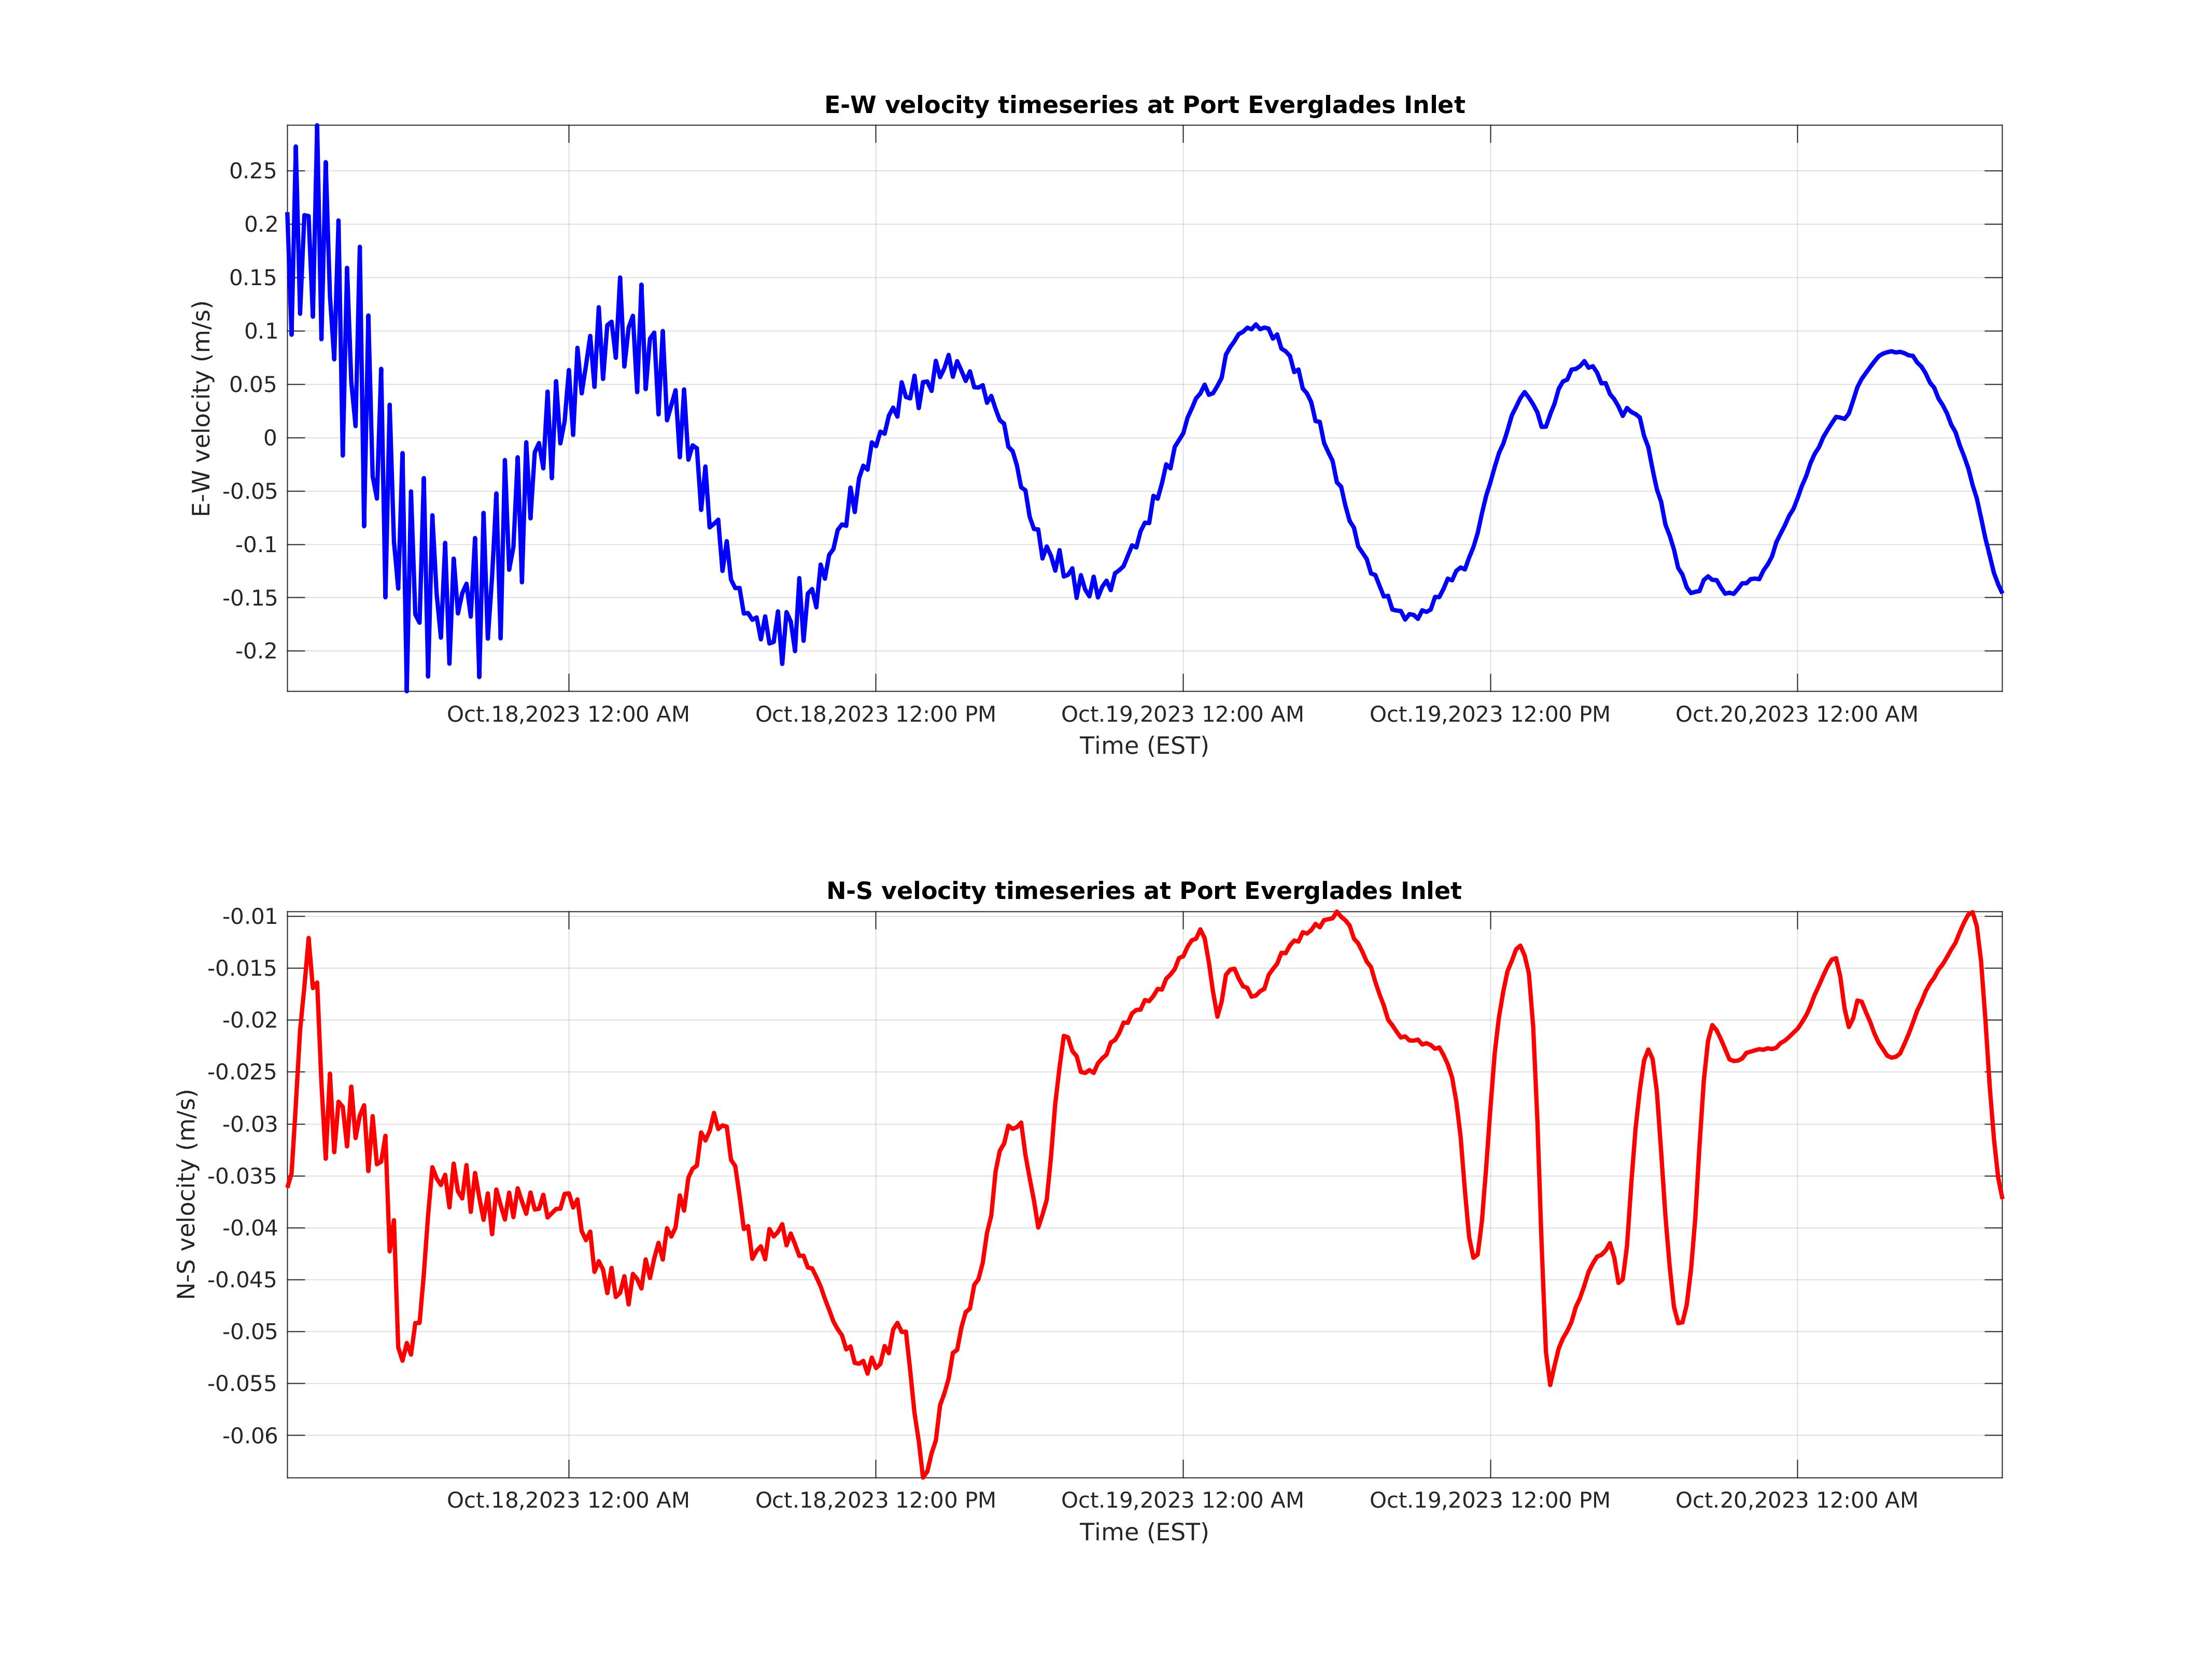 E-W velocity timeseries at Port Everglades Inlet
0.25
0.2
0.15
0.1
0.05
0
-0.05
-0.1
-0.15
-0.2
E-W velocity (m/s)
Oct.18,2023 12:00 AM Oct.18,2023 12:00 PM Oct.19,2023 12:00 AM Oct.19,2023 12:00 PM Oct.20,2023 12:00 AM
Time (EST)
N-S velocity timeseries at Port Everglades Inlet
-0.01
-0.015
-0.02
-0.025
-0.03
-0.035
-0.04
-0.045
-0.05
-0.055
-0.06
N-S velocity (m/s)
Oct.18,2023 12:00 AM Oct.18,2023 12:00 PM Oct.19,2023 12:00 AM Oct.19,2023 12:00 PM Oct.20,2023 12:00 AM
Time (EST)